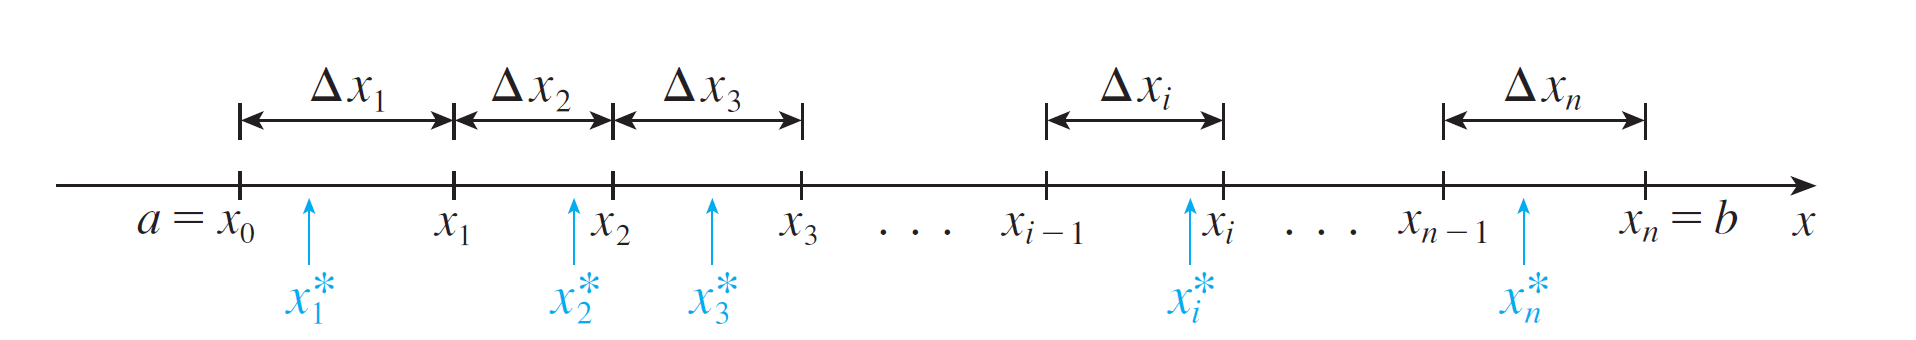 Δx₁ Δx₂ Δx₃ Δxᵢ Δxₙ
a = x₀ x₁ x₂ x₃ . . . xᵢ₋₁ xᵢ . . . xₙ₋₁ xₙ = b x
x₁* x₂* x₃* xᵢ* xₙ*